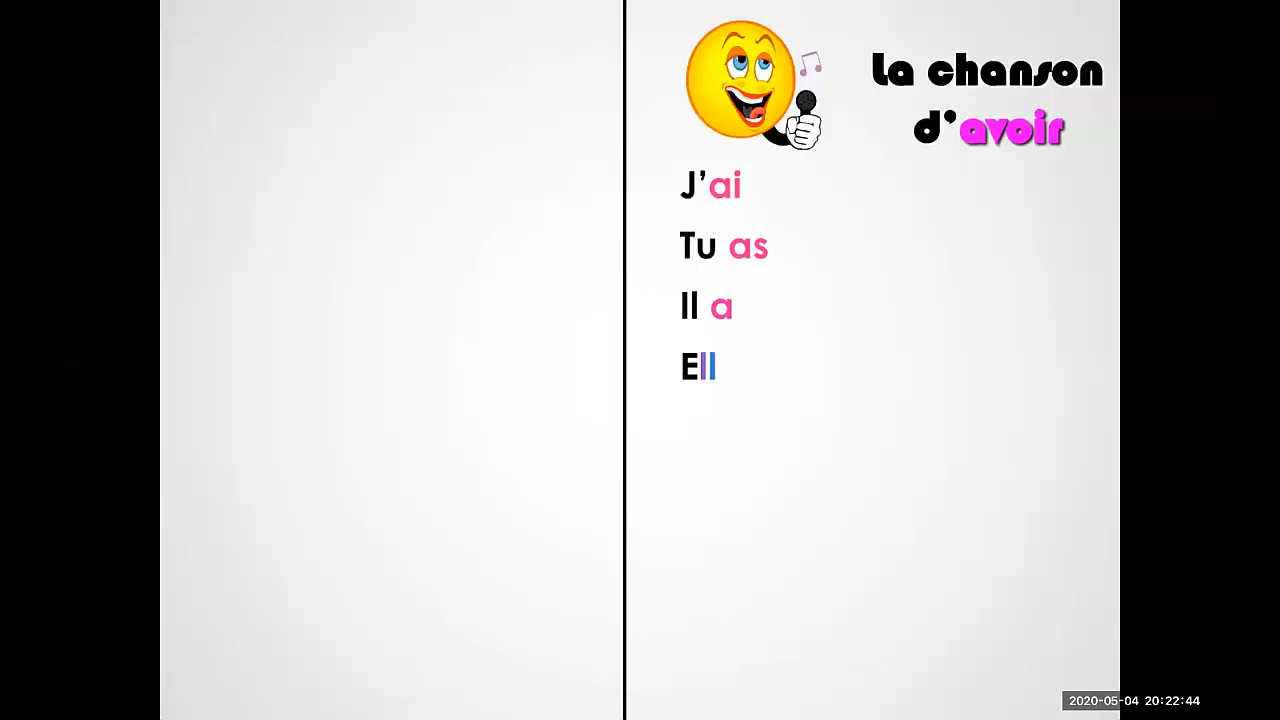 La chanson
d’avoir
J’ai
Tu as
Il a
Ell
2020-05-04 20:22:44